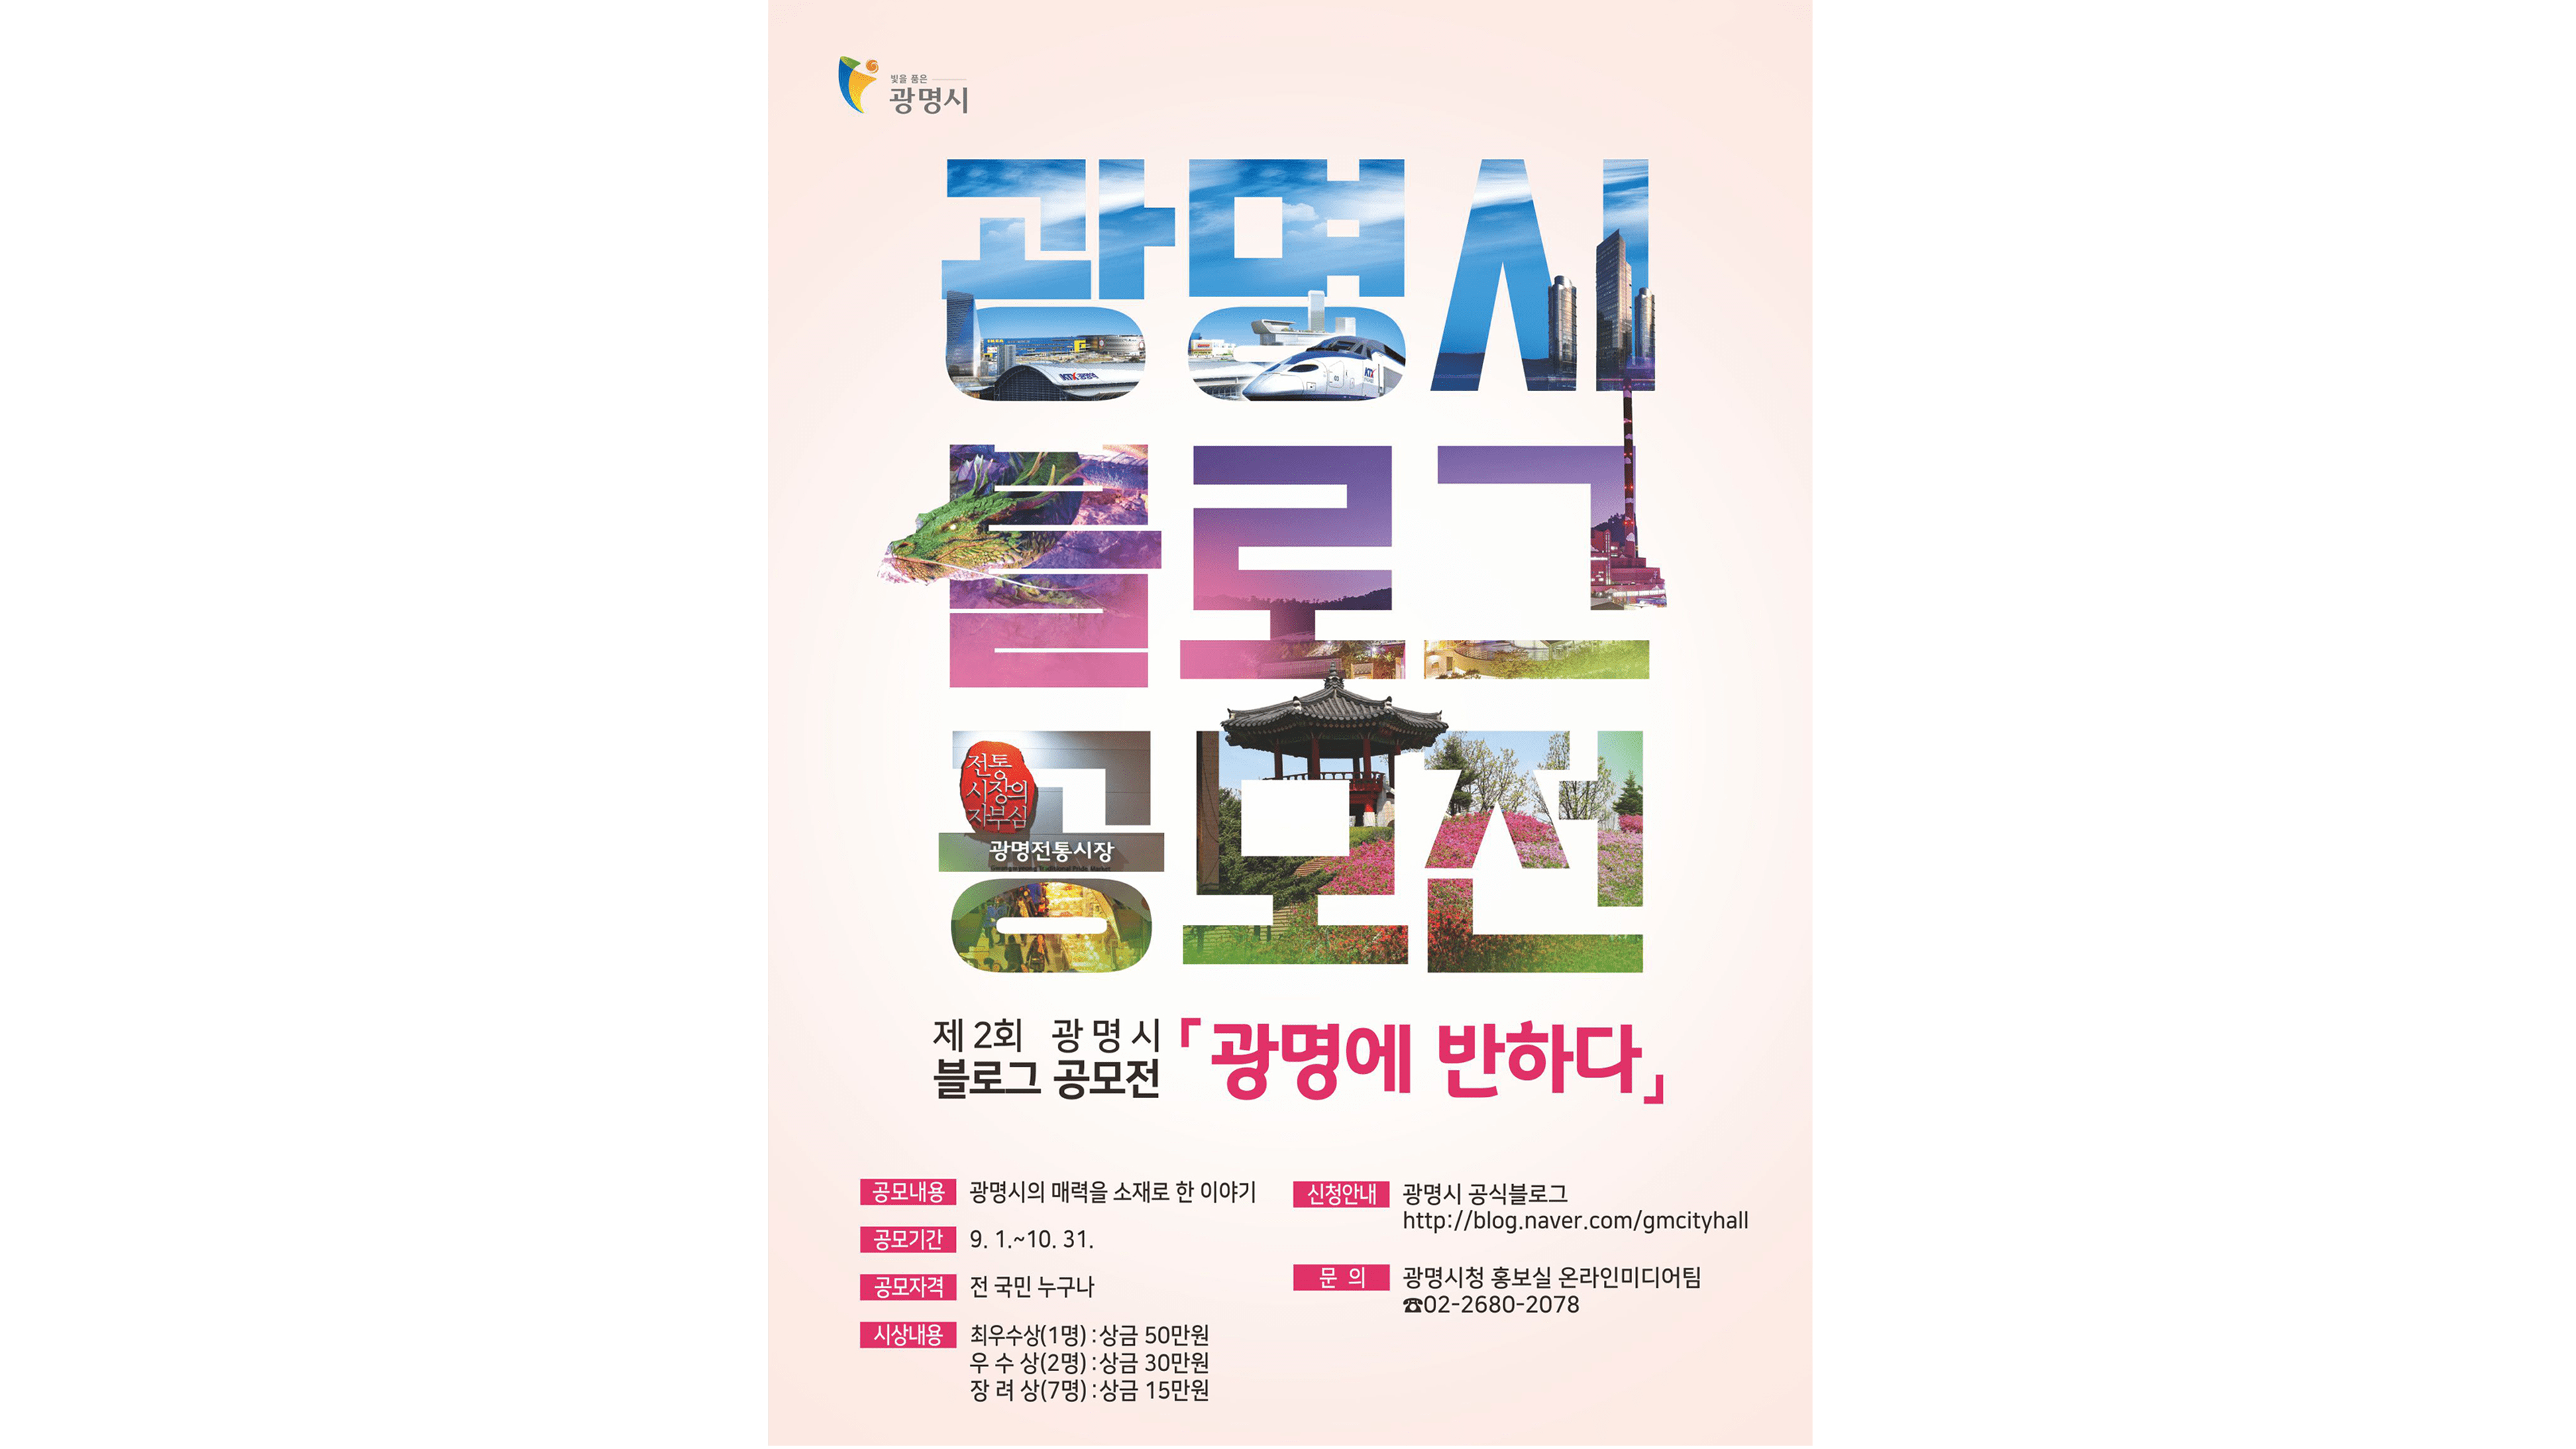 빛을 품은
광명시
광명시
KTX 광명역
KTX
블로그
공모전
전통
시장의
자부심
광명전통시장
제 2회 광 명 시
블로그 공모전
「광명에 반하다」
공모내용 광명시의 매력을 소재로 한 이야기
공모기간 9. 1.~10. 31.
공모자격 전 국민 누구나
시상내용 최우수상(1명) : 상금 50만원
우 수 상(2명) : 상금 30만원
장 려 상(7명) : 상금 15만원
신청안내 광명시 공식블로그
http://blog.naver.com/gmcityhall
문 의 광명시청 홍보실 온라인미디어팀
☎02-2680-2078